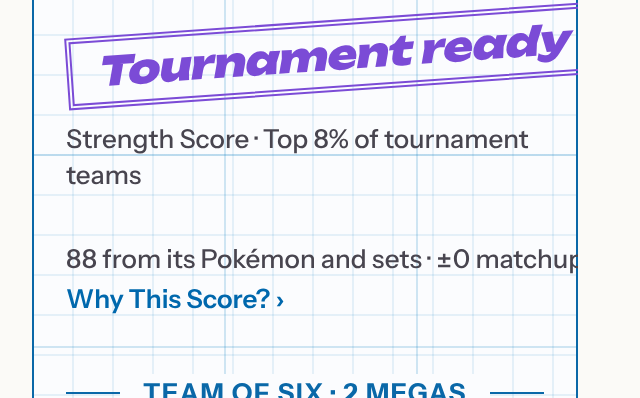 Tournament ready
Strength Score · Top 8% of tournament
teams
88 from its Pokémon and sets · ±0 matchup
Why This Score? ›
TEAM OF SIX · 2 MEGAS